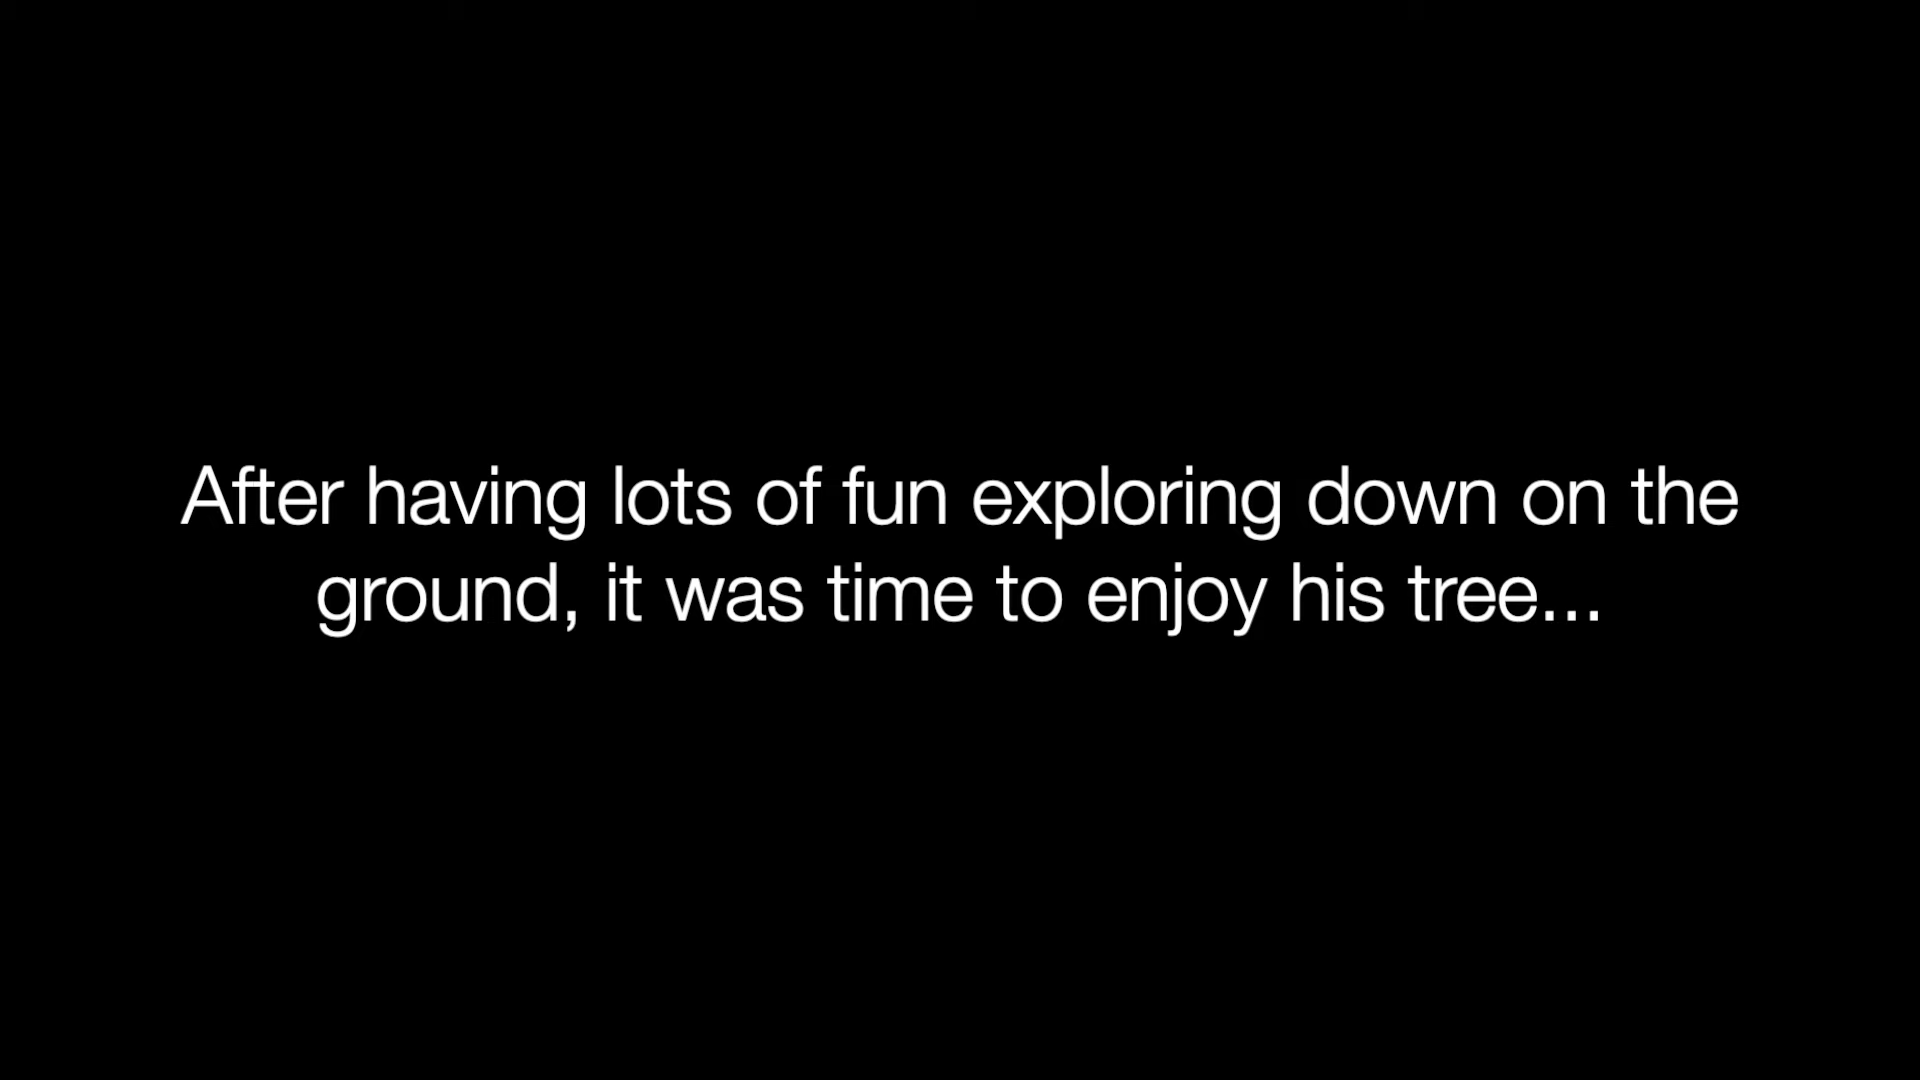 After having lots of fun exploring down on the
ground, it was time to enjoy his tree...